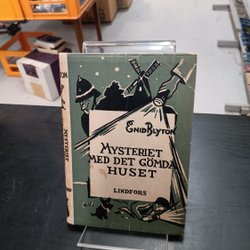 ENID BLYTON
MYSTERIET
MED DET GÖMDA
HUSET
LINDFORS
MYSTERIET